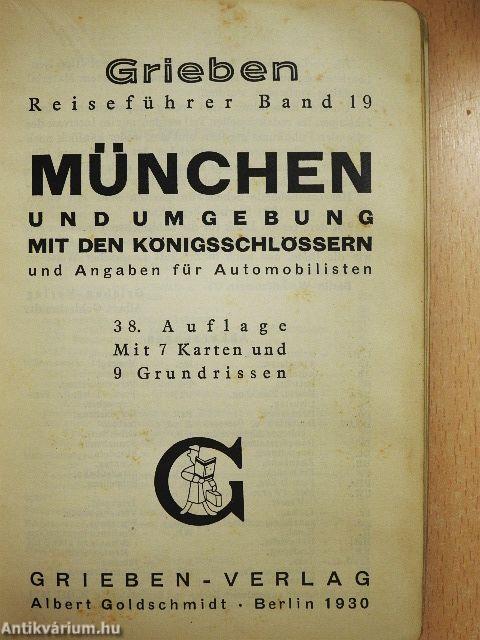 Grieben
Reiseführer Band 19
MÜNCHEN
UND UMGEBUNG
MIT DEN KÖNIGSSCHLÖSSERN
und Angaben für Automobilisten
38. Auflage
Mit 7 Karten und
9 Grundrissen
G
GRIEBEN-VERLAG
Albert Goldschmidt · Berlin 1930
Antikvárium.hu